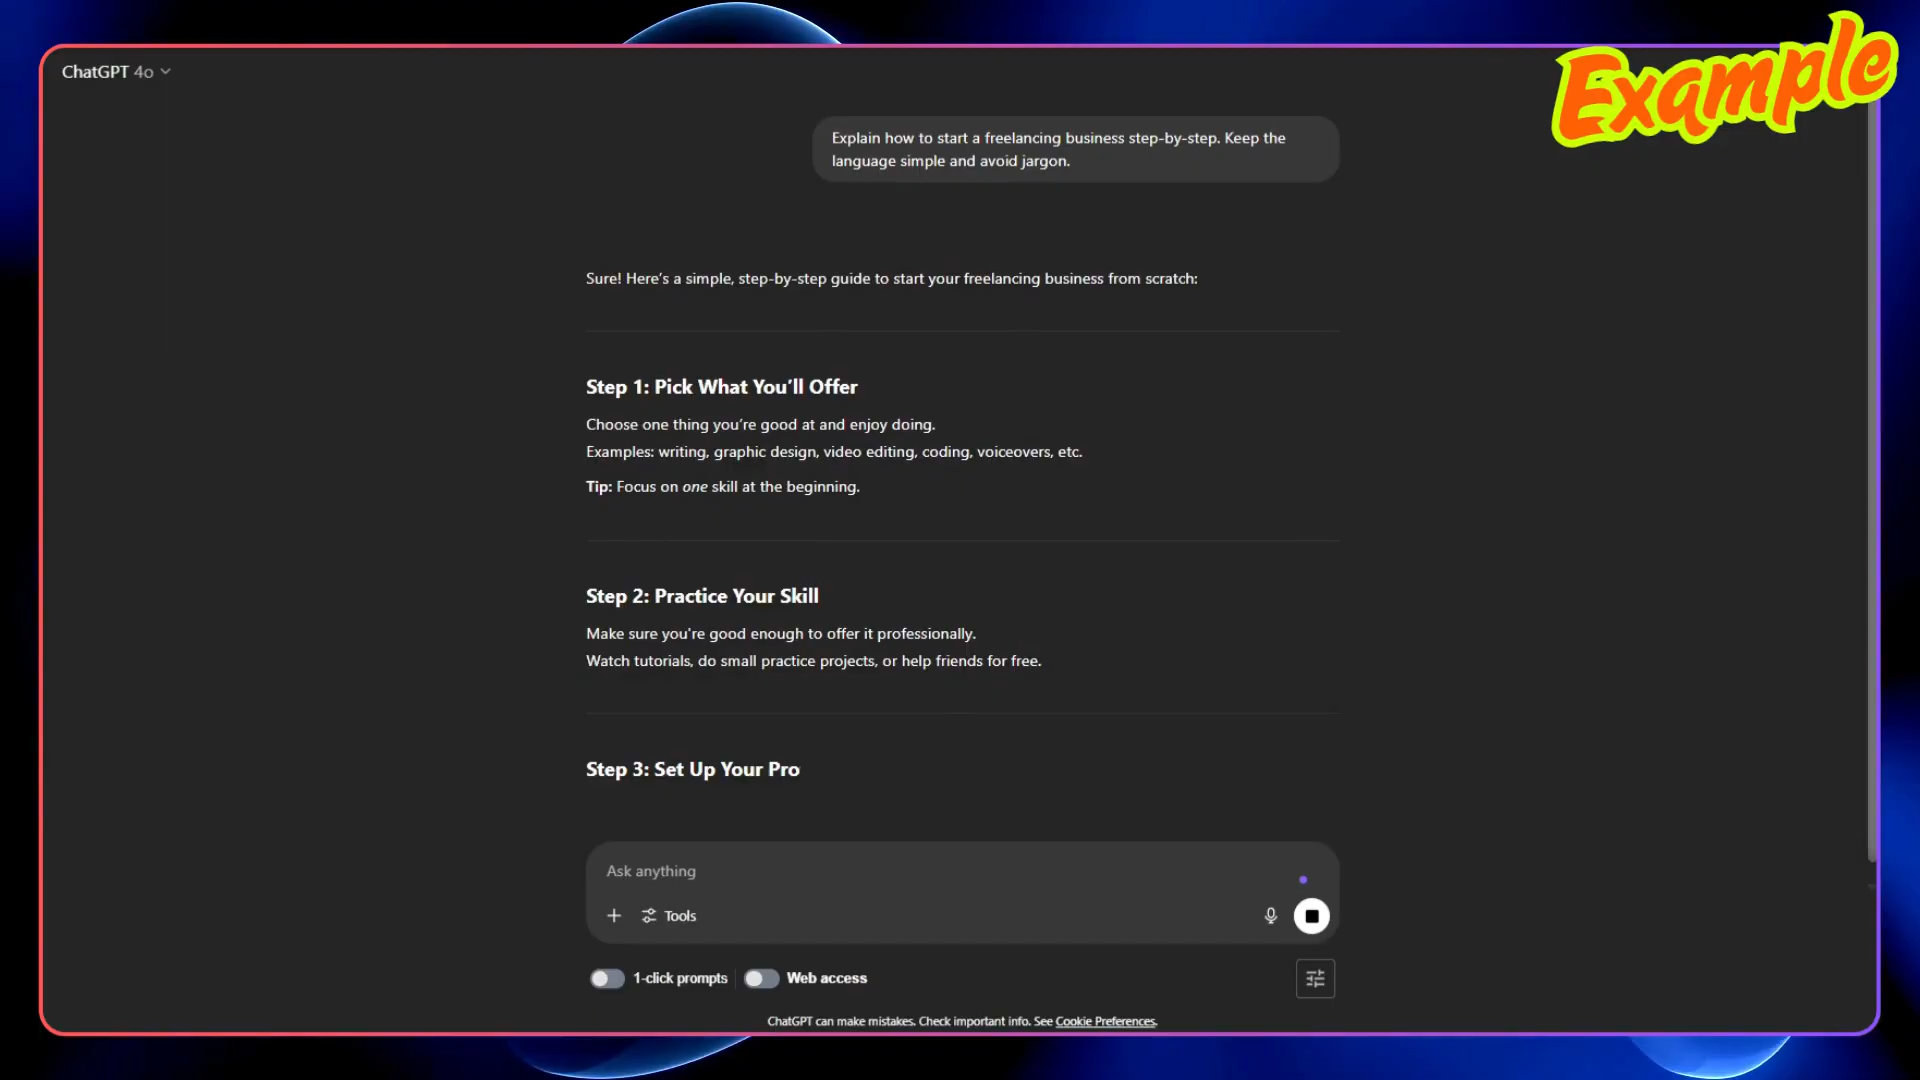 ChatGPT 4o
Example
Explain how to start a freelancing business step-by-step. Keep the
language simple and avoid jargon.
Sure! Here’s a simple, step-by-step guide to start your freelancing business from scratch:
Step 1: Pick What You’ll Offer
Choose one thing you’re good at and enjoy doing.
Examples: writing, graphic design, video editing, coding, voiceovers, etc.
Tip: Focus on one skill at the beginning.
Step 2: Practice Your Skill
Make sure you're good enough to offer it professionally.
Watch tutorials, do small practice projects, or help friends for free.
Step 3: Set Up Your Pro
Ask anything
Tools
1-click prompts
Web access
ChatGPT can make mistakes. Check important info. See Cookie Preferences.